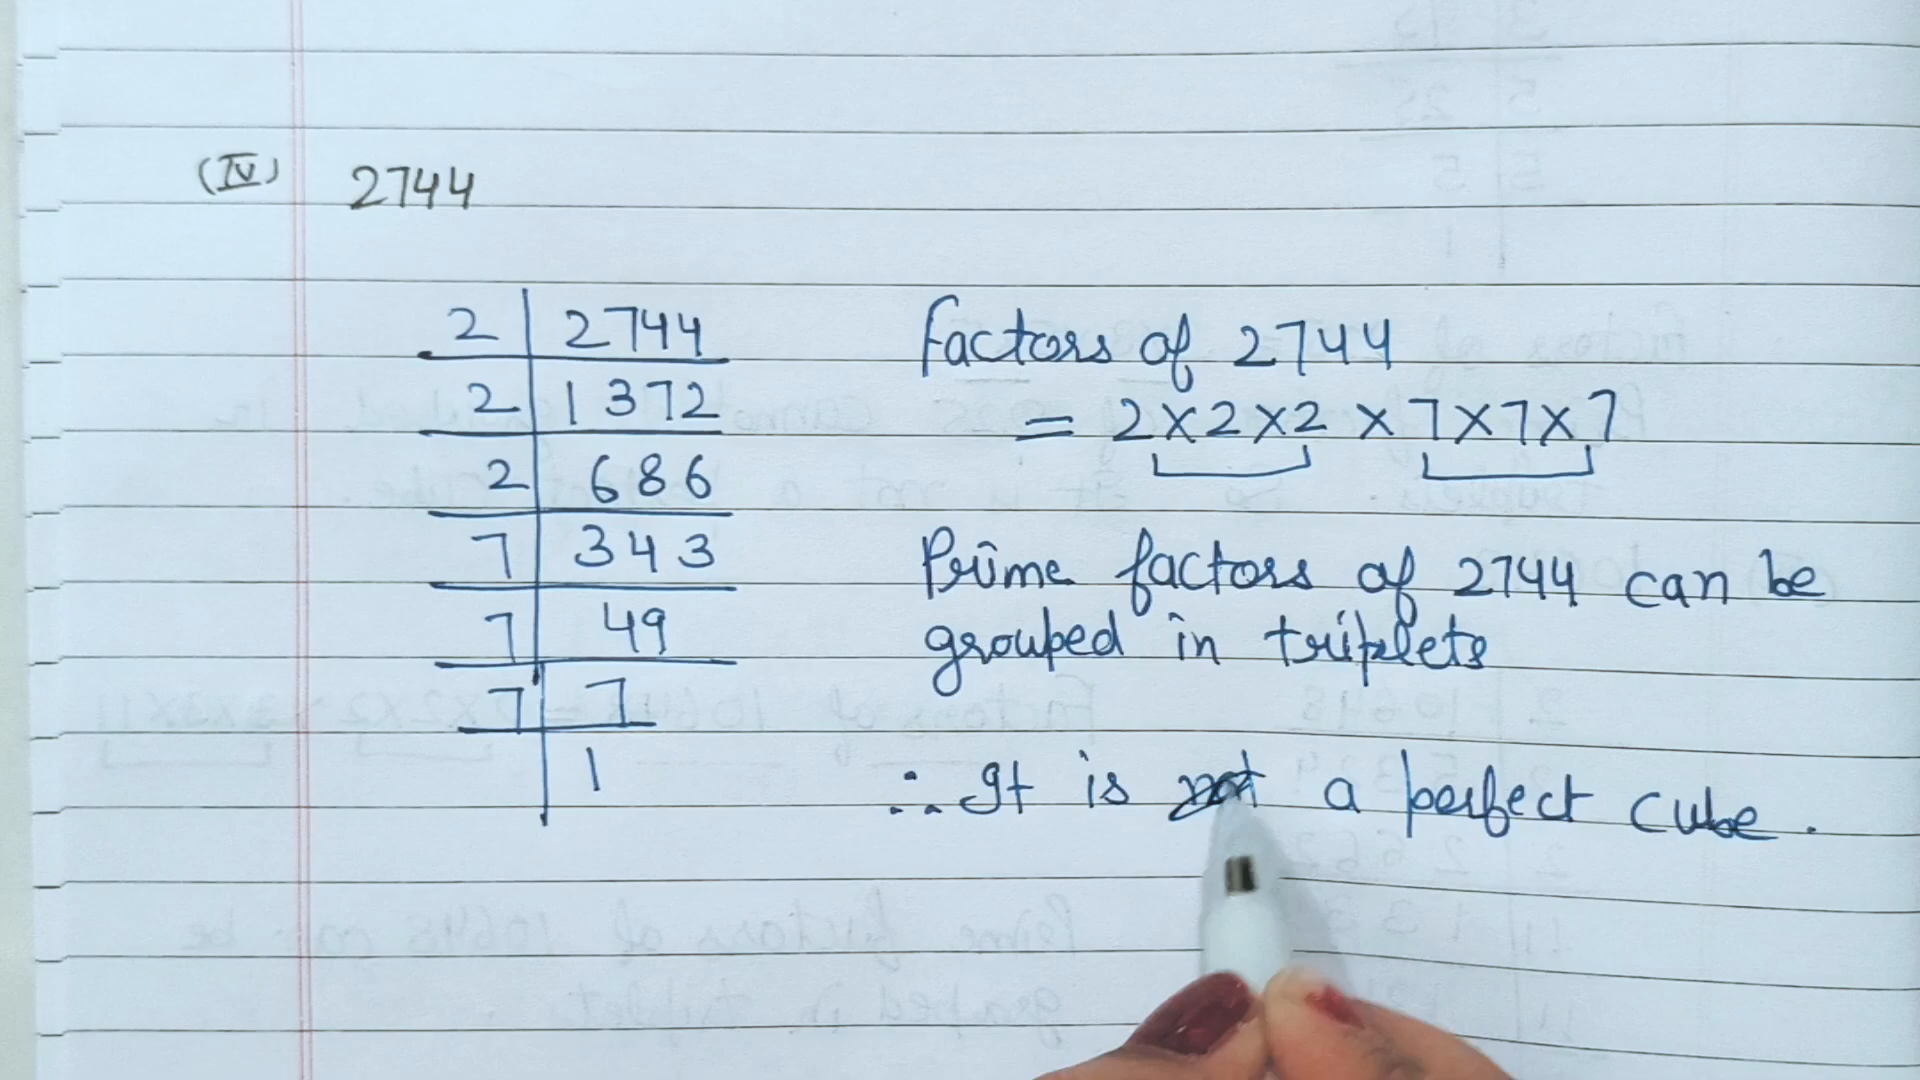 (IV) 2744
2 | 2744
2 | 1372
2 | 686
7 | 343
7 | 49
7 | 7
1
Factors of 2744
= 2×2×2 × 7×7×7
Prime factors of 2744 can be
grouped in triplets
∴ It is not a perfect cube.